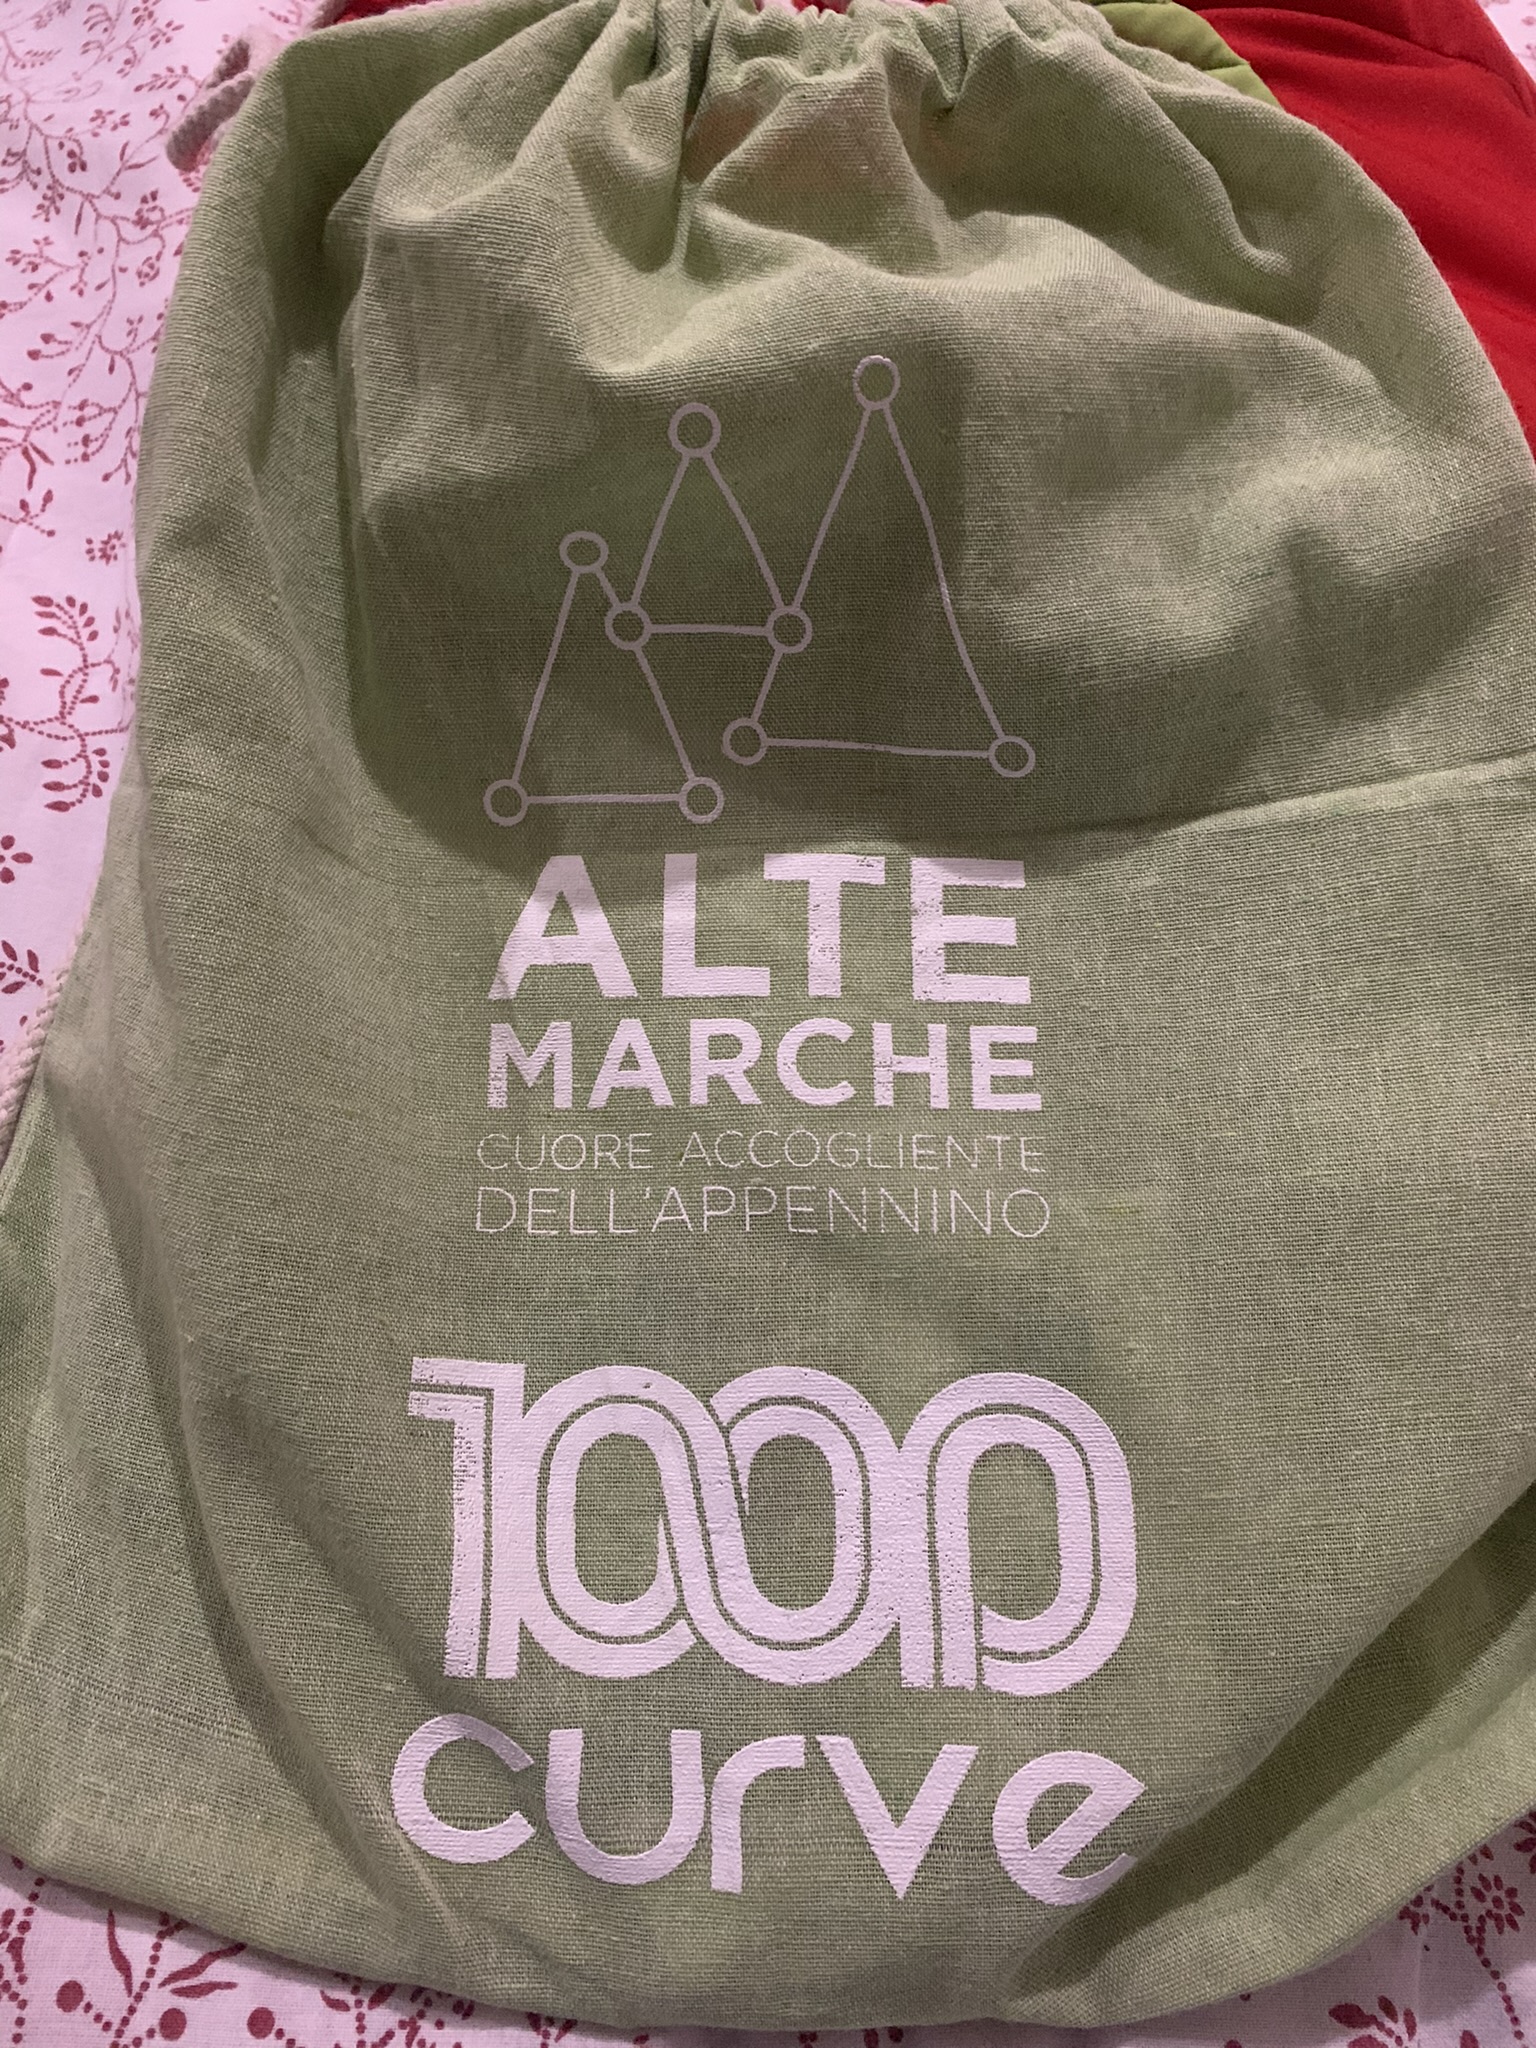 ALTE
MARCHE
CUORE ACCOGLIENTE
DELL'APPENNINO
1000
curve